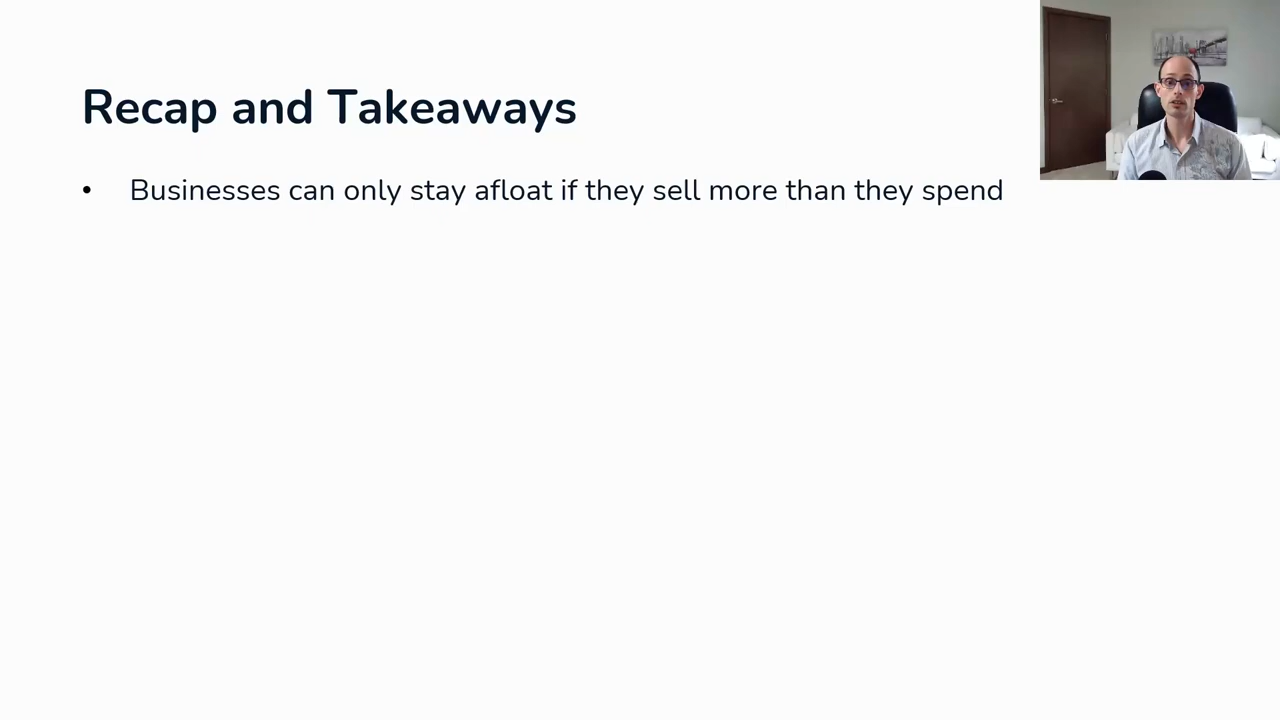 Recap and Takeaways
• Businesses can only stay afloat if they sell more than they spend